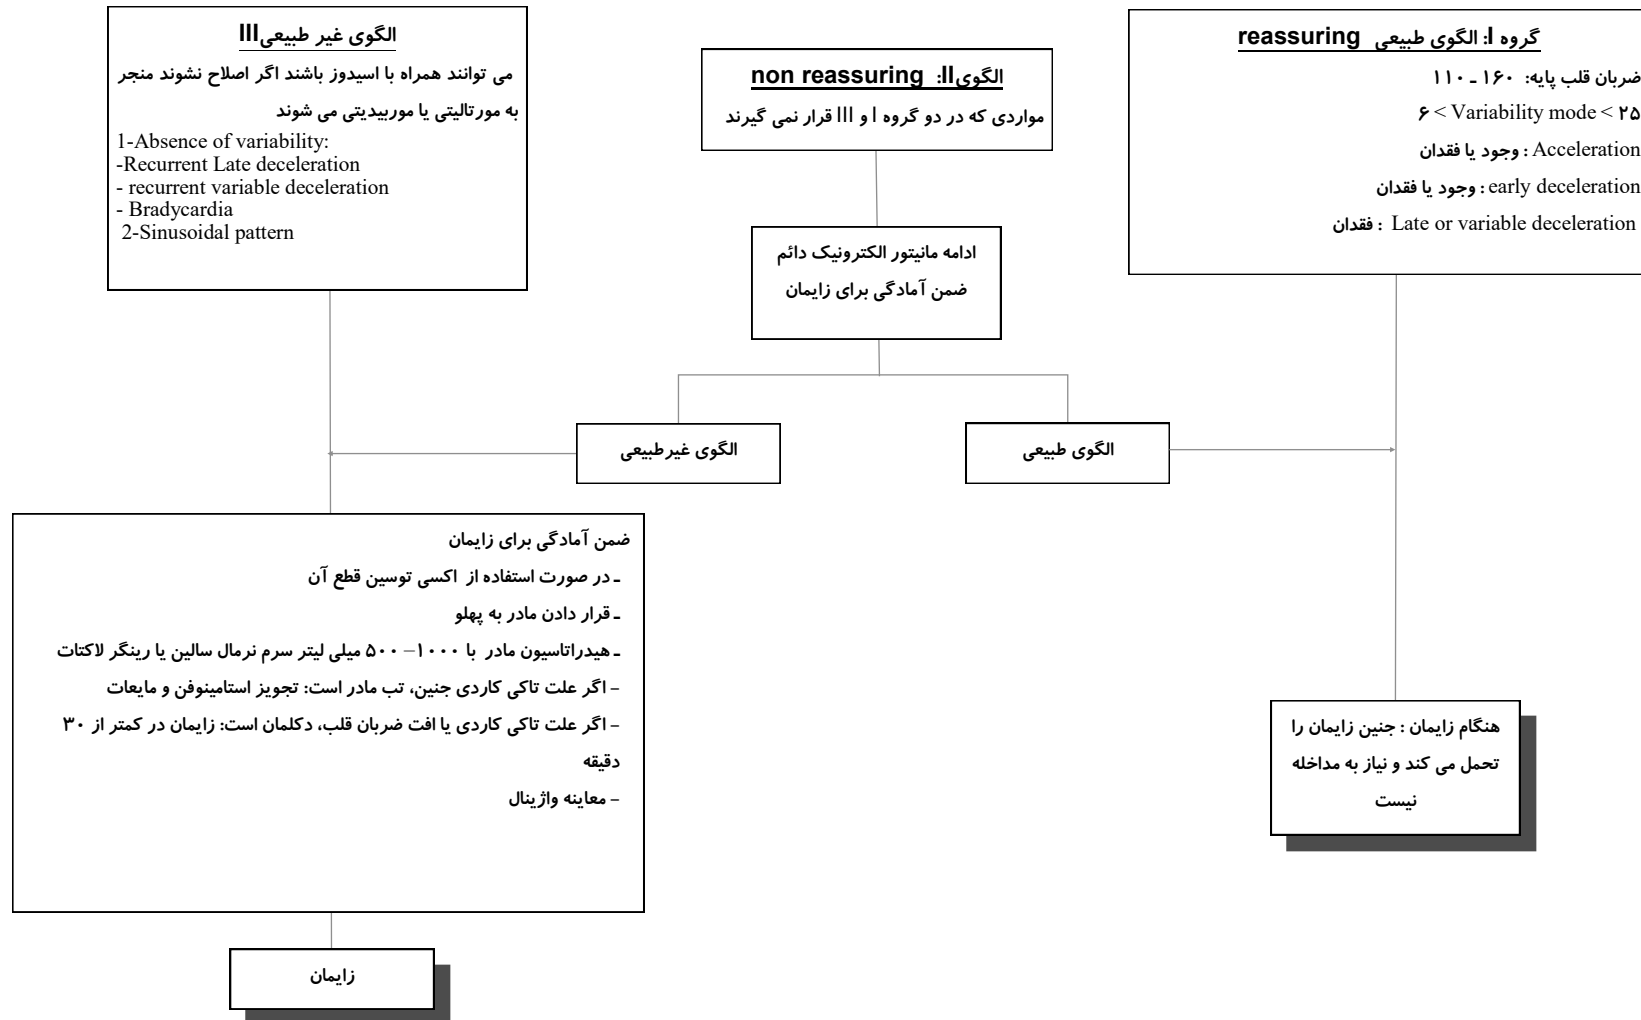 گروه I: الگوی طبیعی reassuring
ضربان قلب پایه: ۱۶۰ ـ ۱۱۰
۶ < Variability mode < ۲۵
Acceleration : وجود یا فقدان
early deceleration : وجود یا فقدان
Late or variable deceleration : فقدان
الگوی II: non reassuring
مواردی که در دو گروه I و III قرار نمی گیرند
الگوی غیر طبیعی III
می توانند همراه با اسیدوز باشند اگر اصلاح نشوند منجر
به مورتالیتی یا موربیدیتی می شوند
1-Absence of variability:
-Recurrent Late deceleration
- recurrent variable deceleration
- Bradycardia
2-Sinusoidal pattern
ادامه مانیتور الکترونیک دائم
ضمن آمادگی برای زایمان
الگوی طبیعی
الگوی غیرطبیعی
ضمن آمادگی برای زایمان
ـ در صورت استفاده از اکسی توسین قطع آن
ـ قرار دادن مادر به پهلو
ـ هیدراتاسیون مادر با ۱۰۰۰– ۵۰۰ میلی لیتر سرم نرمال سالین یا رینگر لاکتات
– اگر علت تاکی کاردی جنین، تب مادر است: تجویز استامینوفن و مایعات
– اگر علت تاکی کاردی یا افت ضربان قلب، دکلمان است: زایمان در کمتر از ۳۰
دقیقه
– معاینه واژینال
هنگام زایمان : جنین زایمان را
تحمل می کند و نیاز به مداخله
نیست
زایمان